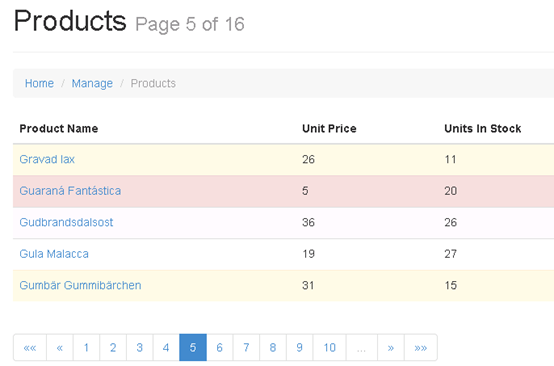 Products Page 5 of 16
Home / Manage / Products
Product Name Unit Price Units In Stock
Gravad lax 26 11
Guaraná Fantástica 5 20
Gudbrandsdalsost 36 26
Gula Malacca 19 27
Gumbär Gummibärchen 31 15
«« « 1 2 3 4 5 6 7 8 9 10 ... » »»